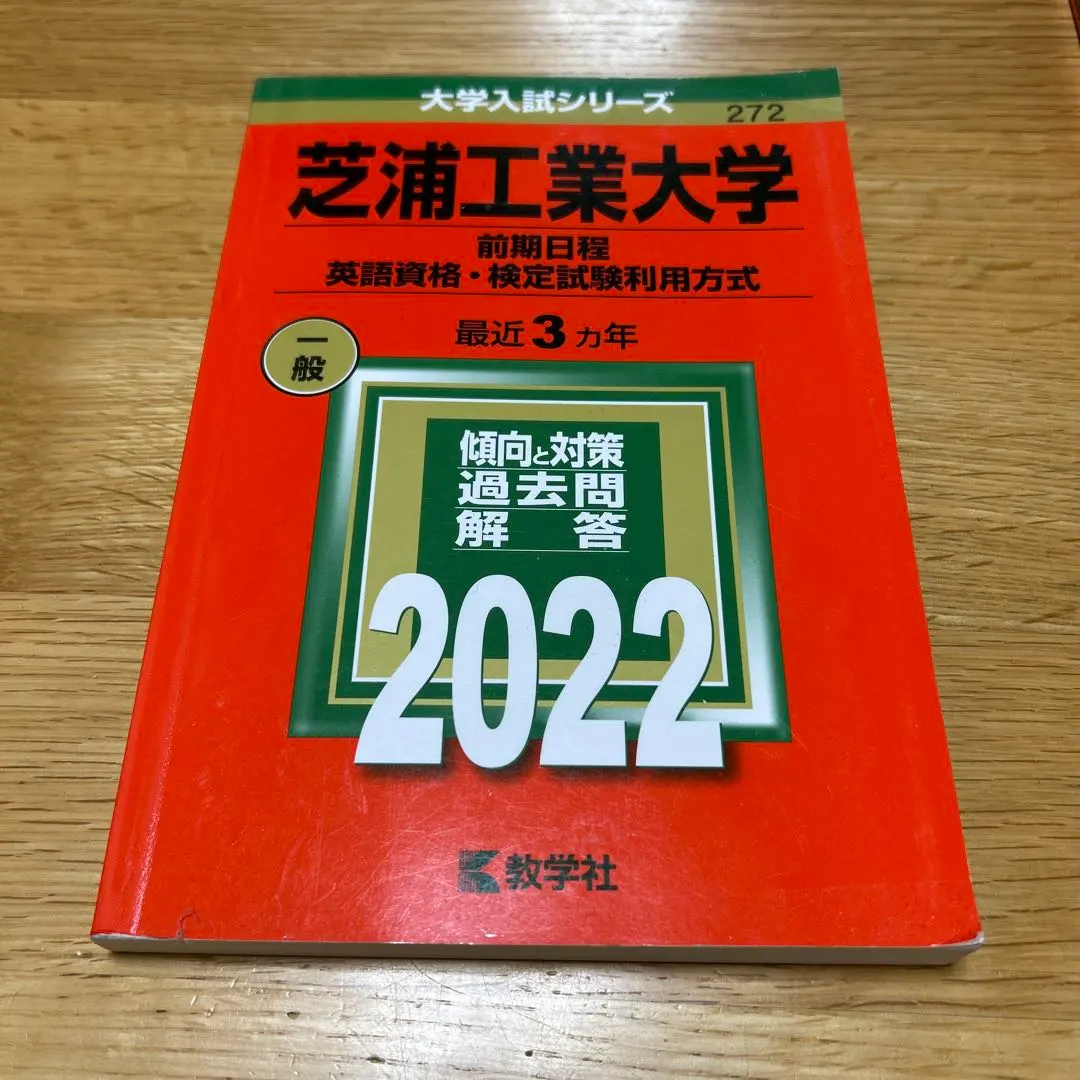 大学入試シリーズ
272
芝浦工業大学
前期日程
英語資格・検定試験利用方式
最近3カ年
一般
傾向と対策
過去問
解答
2022
教学社